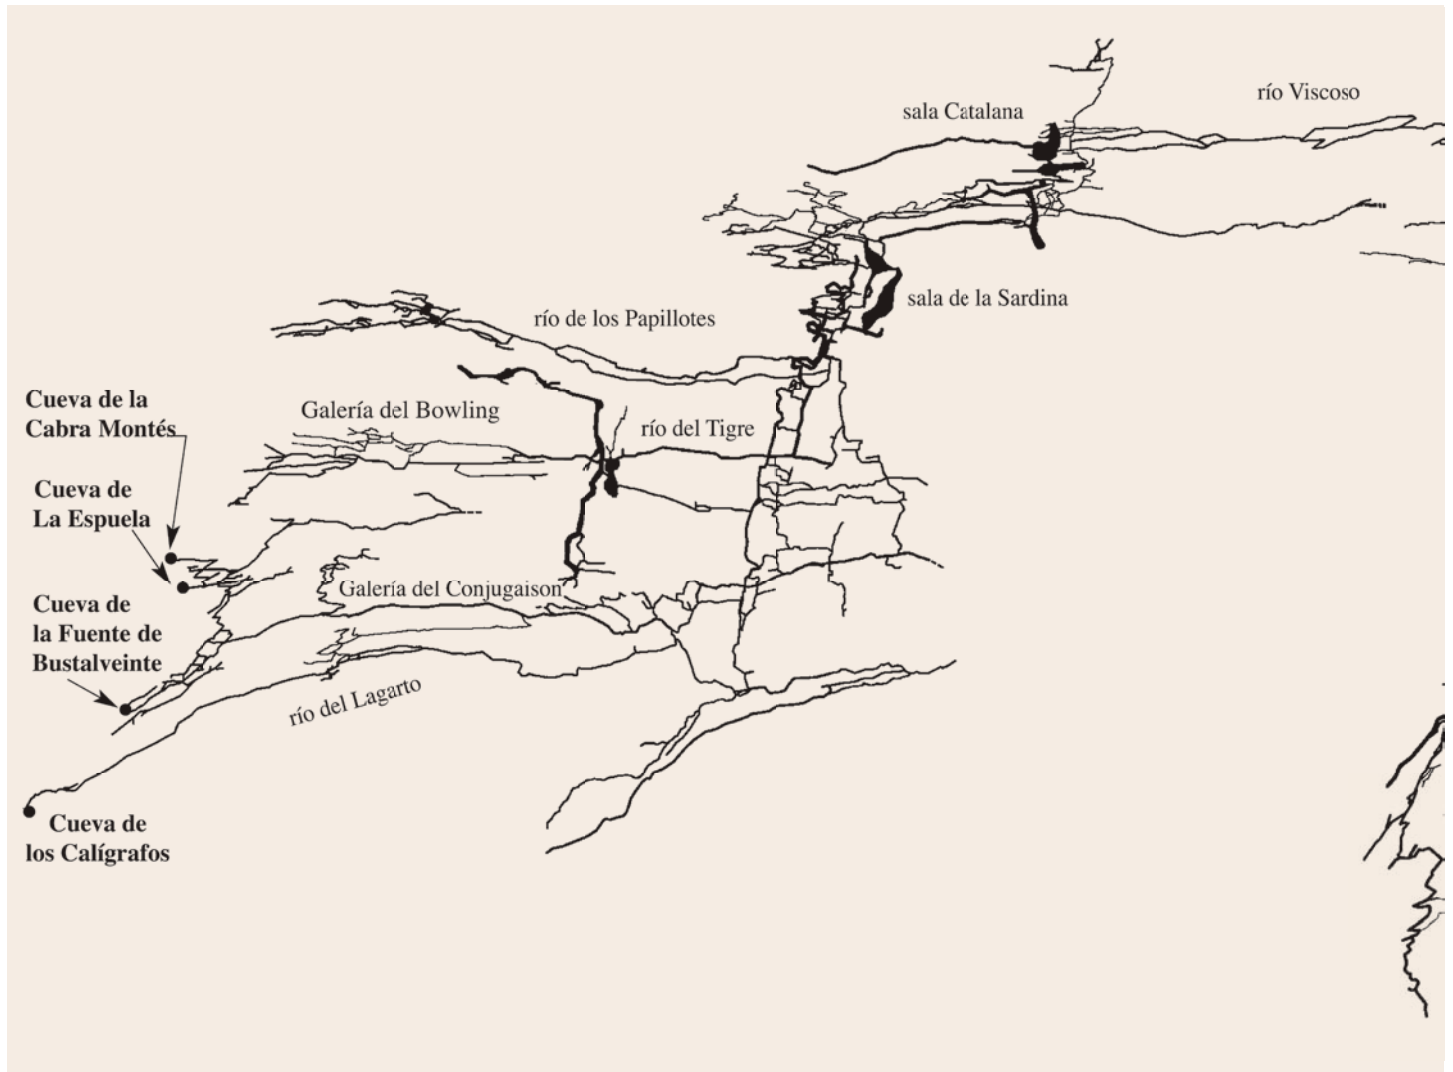 río Viscoso
sala Catalana
sala de la Sardina
río de los Papillotes
Cueva de la
Cabra Montés
Galería del Bowling
río del Tigre
Cueva de
La Espuela
Galería del Conjugaison
Cueva de
la Fuente de
Bustalveinte
río del Lagarto
Cueva de
los Calígrafos